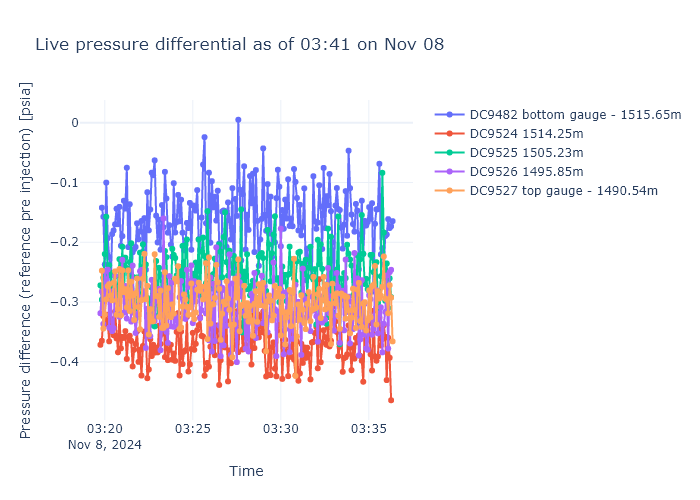 Live pressure differential as of 03:41 on Nov 08
Pressure difference (reference pre injection) [psia]
0
−0.1
−0.2
−0.3
−0.4
03:20
03:25
03:30
03:35
Nov 8, 2024
Time
DC9482 bottom gauge - 1515.65m
DC9524 1514.25m
DC9525 1505.23m
DC9526 1495.85m
DC9527 top gauge - 1490.54m